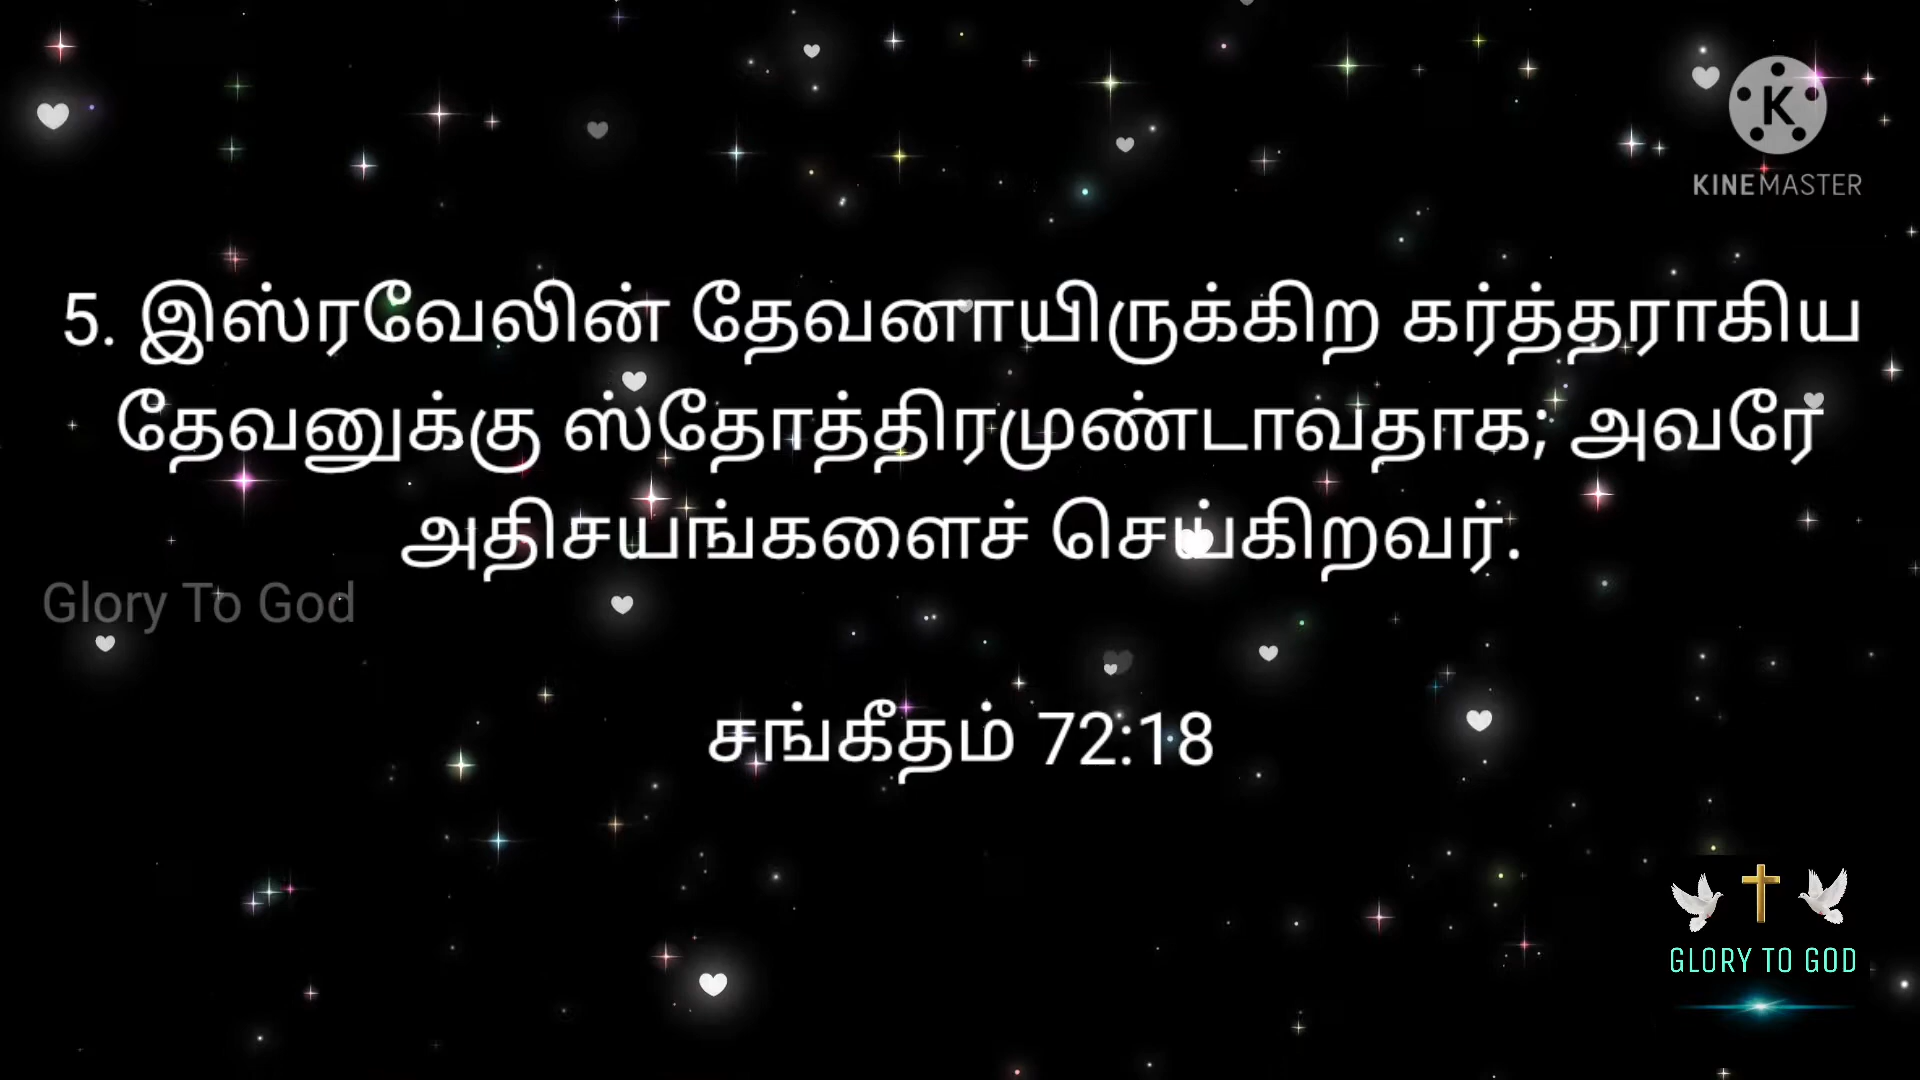 K
KINEMASTER
5. இஸ்ரவேலின் தேவனாயிருக்கிற கர்த்தராகிய
தேவனுக்கு ஸ்தோத்திரமுண்டாவதாக; அவரே
அதிசயங்களைச் செய்கிறவர்.
Glory To God
சங்கீதம் 72:18
GLORY TO GOD